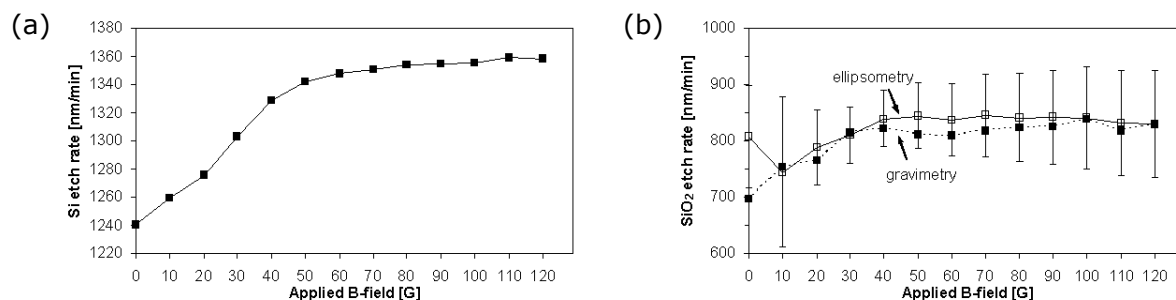 (a)
Si etch rate [nm/min]
1380
1360
1340
1320
1300
1280
1260
1240
1220
0 10 20 30 40 50 60 70 80 90 100 110 120
Applied B-field [G]
(b)
SiO₂ etch rate [nm/min]
1000
900
800
700
600
ellipsometry
gravimetry
0 10 20 30 40 50 60 70 80 90 100 110 120
Applied B-field [G]